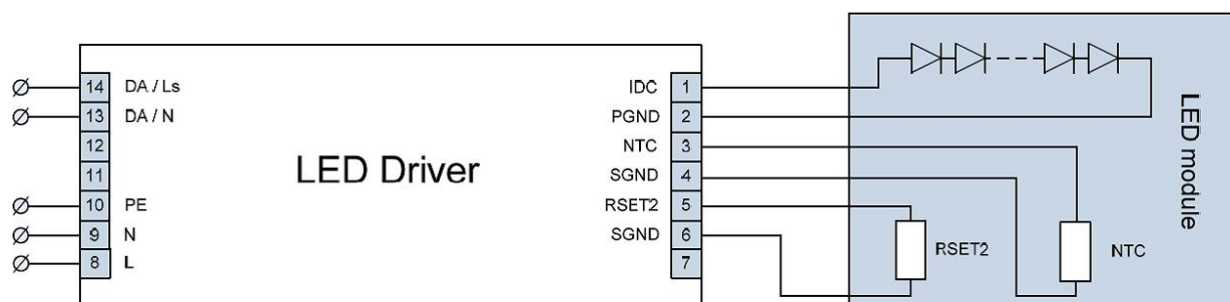 14 DA / Ls
13 DA / N
12
11
10 PE
9 N
8 L
LED Driver
IDC 1
PGND 2
NTC 3
SGND 4
RSET2 5
SGND 6
7
RSET2
NTC
LED module